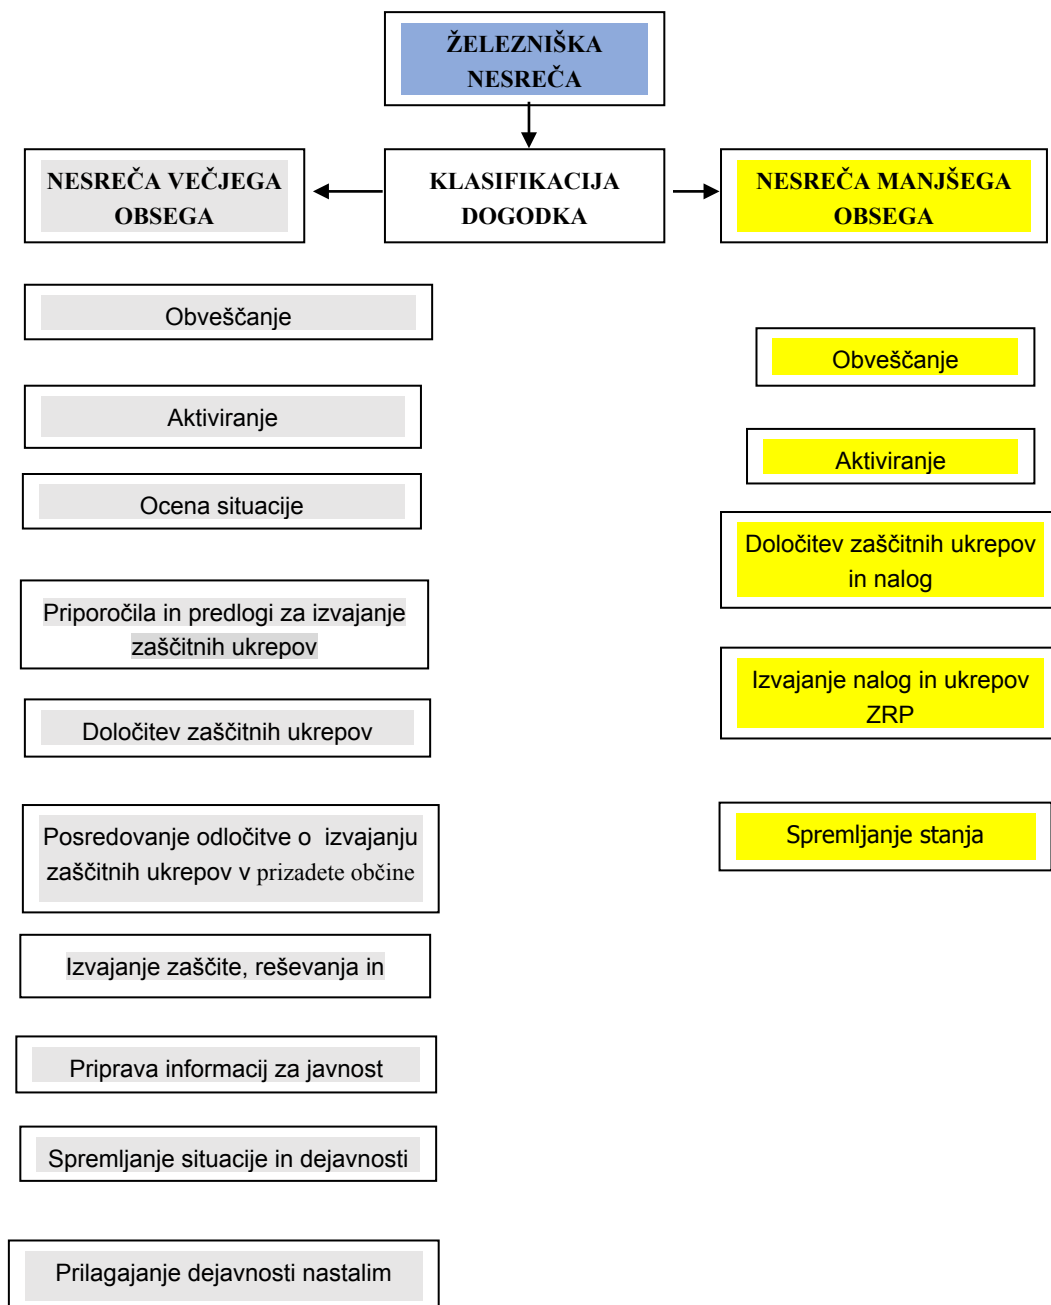 ŽELEZNIŠKA
NESREČA
NESREČA VEČJEGA
OBSEGA
KLASIFIKACIJA
DOGODKA
NESREČA MANJŠEGA
OBSEGA
Obveščanje
Aktiviranje
Ocena situacije
Priporočila in predlogi za izvajanje
zaščitnih ukrepov
Določitev zaščitnih ukrepov
Posredovanje odločitve o izvajanju
zaščitnih ukrepov v prizadete občine
Izvajanje zaščite, reševanja in
Priprava informacij za javnost
Spremljanje situacije in dejavnosti
Prilagajanje dejavnosti nastalim
Obveščanje
Aktiviranje
Določitev zaščitnih ukrepov
in nalog
Izvajanje nalog in ukrepov
ZRP
Spremljanje stanja